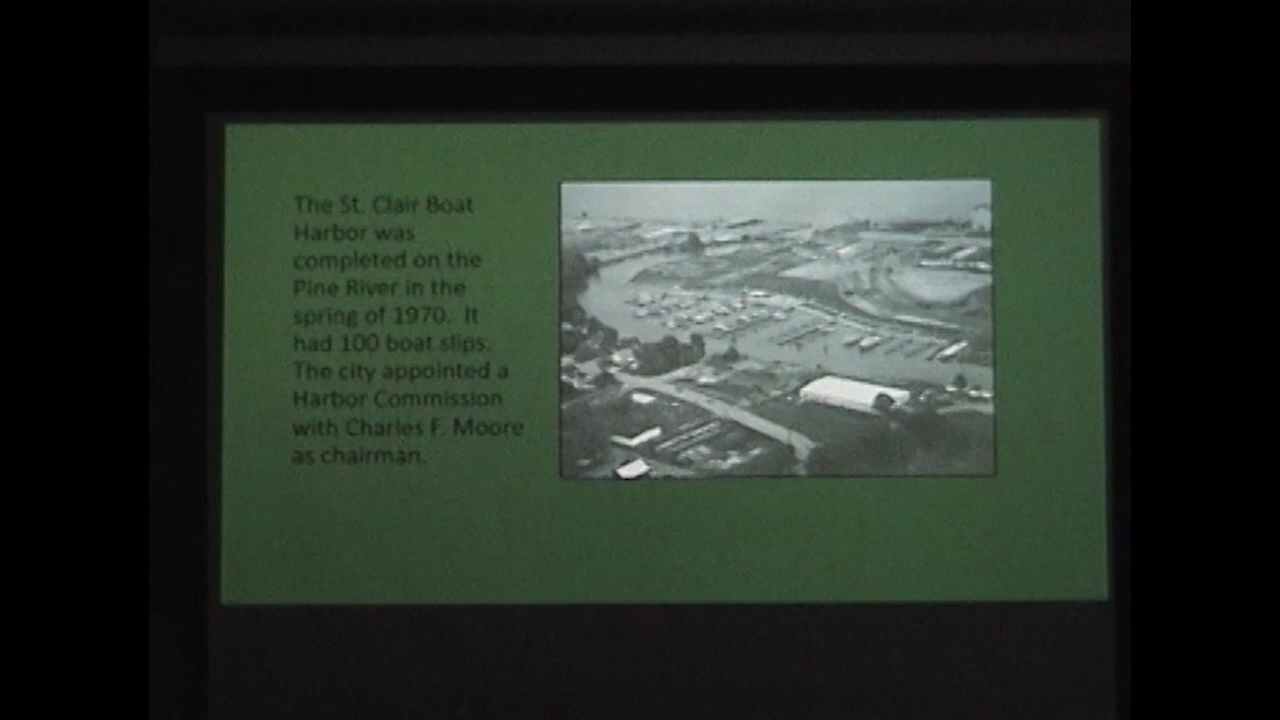 The St. Clair Boat
Harbor was
completed on the
Pine River in the
spring of 1970.  It
had 100 boat slips.
The city appointed a
Harbor Commission
with Charles F. Moore
as chairman.